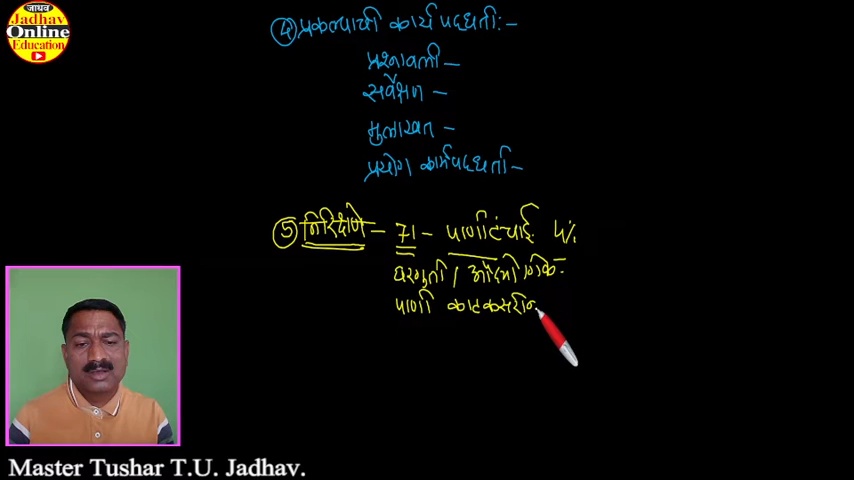 जाधव
Jadhav
Online
Education
④ प्रकल्पाची कार्य पद्धती:-
प्रश्नावली -
सर्वेक्षण -
मुलाखत -
प्रयोग कार्यपद्धती -
⑤ निरिक्षणे - 71 - पाणीटंचाई
घरगुती / औद्योगिक
पाणी काटकसरीन
Master Tushar T.U. Jadhav.